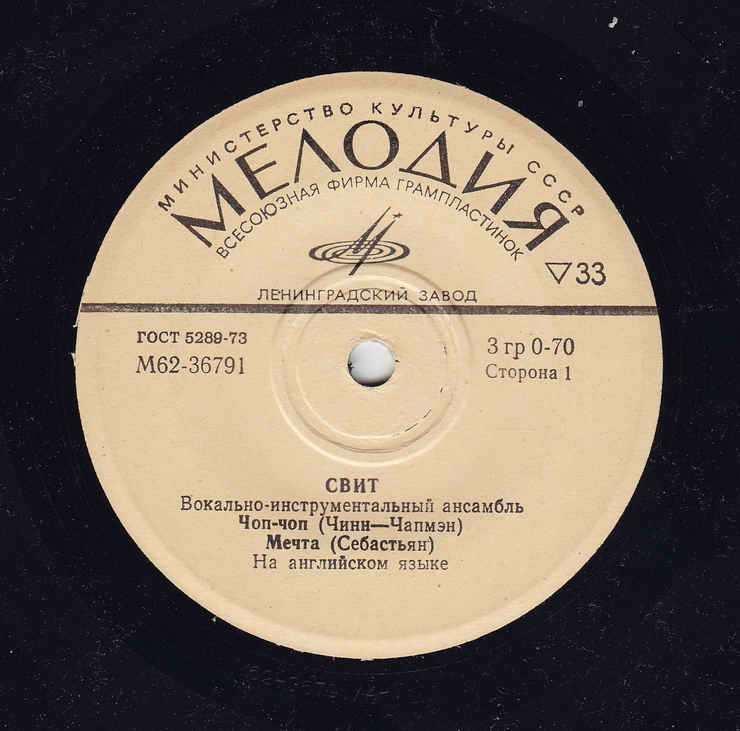 МИНИСТЕРСТВО КУЛЬТУРЫ СССР
МЕЛОДИЯ
ВСЕСОЮЗНАЯ ФИРМА ГРАМПЛАСТИНОК
▽33
ЛЕНИНГРАДСКИЙ ЗАВОД
ГОСТ 5289-73
М62-36791
3 гр 0-70
Сторона 1
СВИТ
Вокально-инструментальный ансамбль
Чоп-чоп (Чинн—Чапмэн)
Мечта (Себастьян)
На английском языке